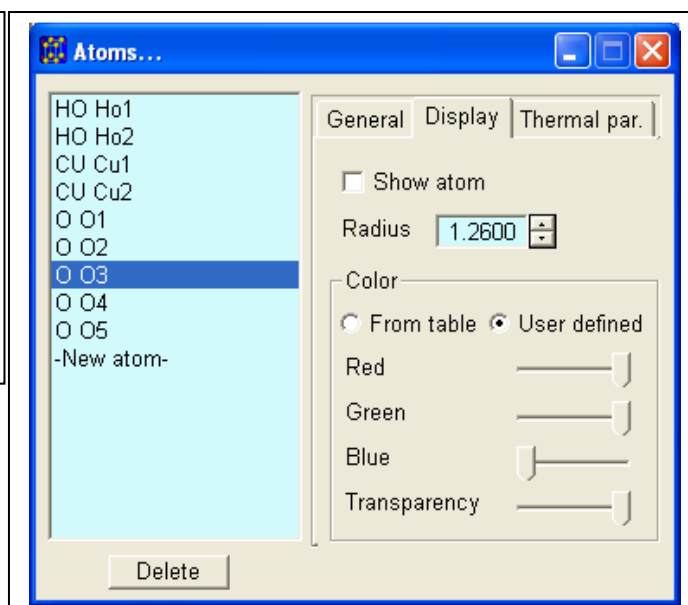 Atoms...
HO Ho1
HO Ho2
CU Cu1
CU Cu2
O O1
O O2
O O3
O O4
O O5
-New atom-
Delete
General Display Thermal par.
Show atom
Radius 1.2600
Color
From table User defined
Red
Green
Blue
Transparency